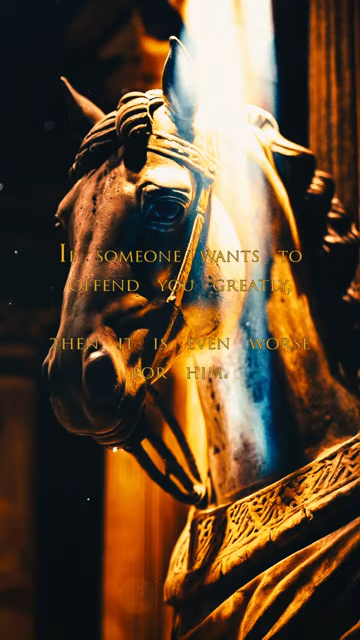 If someone wants to
offend you greatly,
then it is even worse
for him.